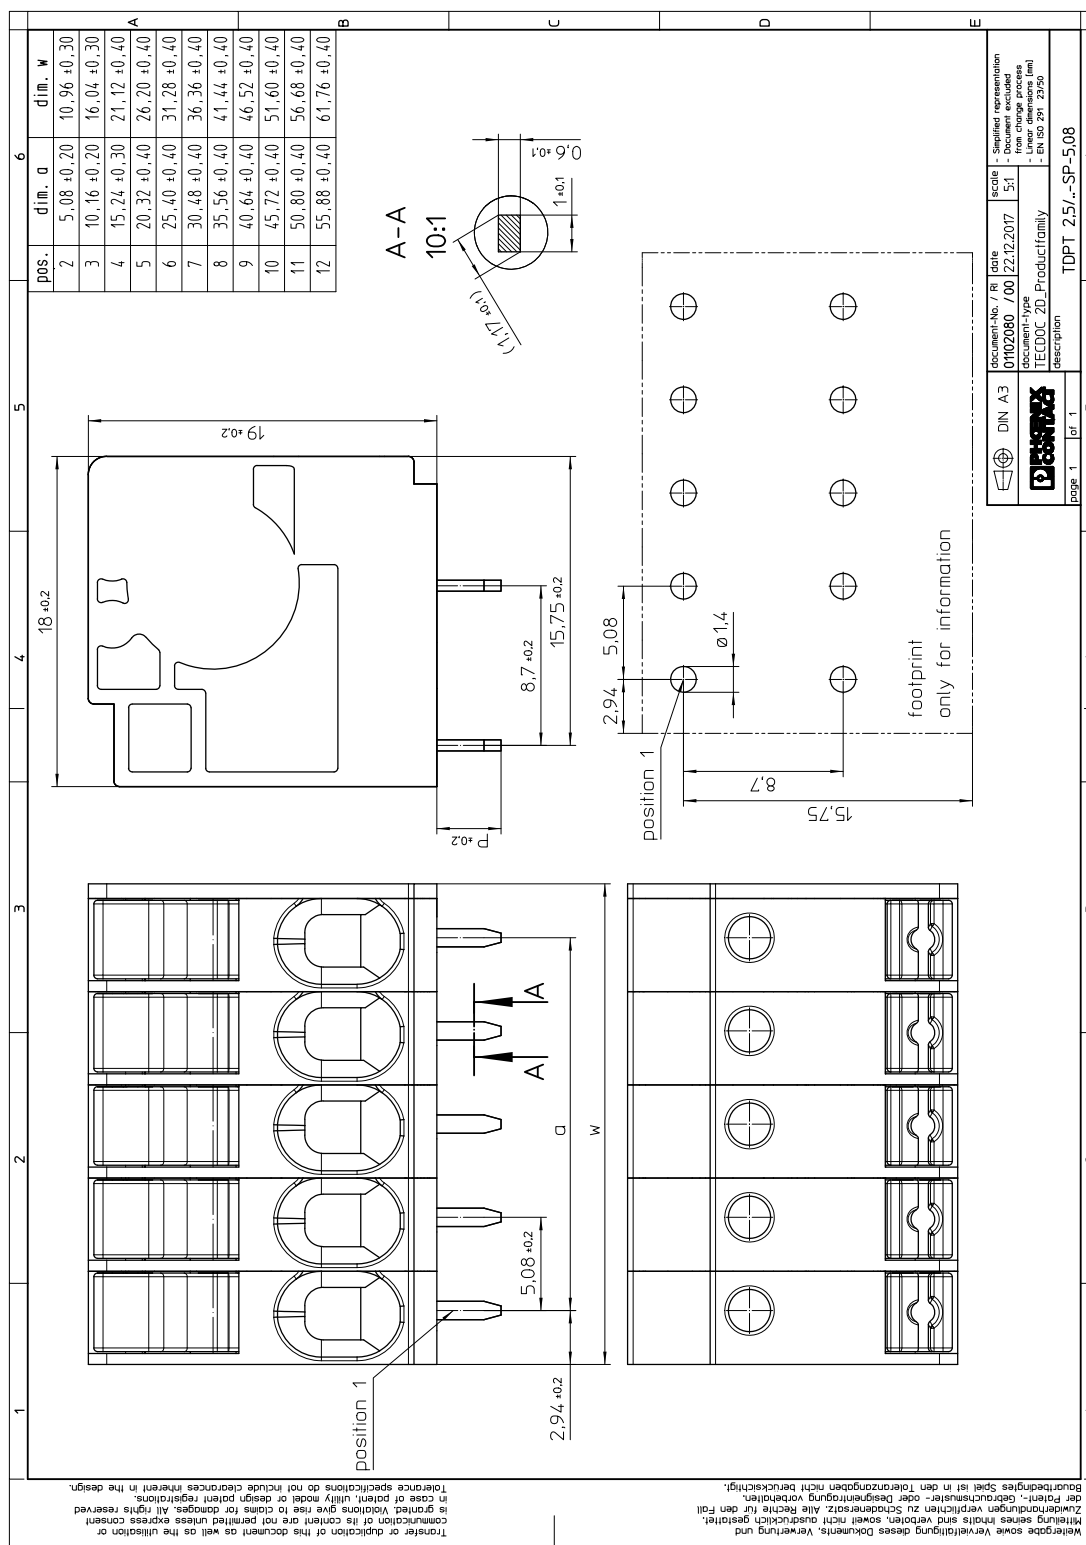 A
B
C
D
E
1
2
3
4
5
6
pos. dim. a dim. w
2 5,08 ±0,20 10,96 ±0,30
3 10,16 ±0,20 16,04 ±0,30
4 15,24 ±0,30 21,12 ±0,40
5 20,32 ±0,40 26,20 ±0,40
6 25,40 ±0,40 31,28 ±0,40
7 30,48 ±0,40 36,36 ±0,40
8 35,56 ±0,40 41,44 ±0,40
9 40,64 ±0,40 46,52 ±0,40
10 45,72 ±0,40 51,60 ±0,40
11 50,80 ±0,40 56,68 ±0,40
12 55,88 ±0,40 61,76 ±0,40
A-A
10:1
0,6 ±0,1
1 ±0,1
(1,17 ±0,1)
18 ±0,2
19 ±0,2
8,7 ±0,2
15,75 ±0,2
P ±0,2
position 1
2,94 ±0,2
5,08 ±0,2
a
w
A
A
position 1
2,94
5,08
ø1,4
8,7
15,75
footprint
only for information
DIN A3
PHOENIX
CONTACT
page 1 of 1
document-No. / RI
01102080 /00
date
22.12.2017
scale
5:1
- Simplified representation
- Document excluded
from change process
- Linear dimensions [mm]
- EN ISO 291 23/50
document-type
TECDOC 2D_Productfamily
description
TDPT 2,5/..-SP-5,08
Transfer or duplication of this document as well as the utilisation or
communication of its content are not permitted unless express consent
is granted. Violations give rise to claims for damages. All rights reserved
in case of patent, utility model or design patent registrations.
Tolerance specifications do not include clearances inherent in the design.
Weitergabe sowie Vervielfältigung dieses Dokuments, Verwertung und
Mitteilung seines Inhalts sind verboten, soweit nicht ausdrücklich gestattet.
Zuwiderhandlungen verpflichten zu Schadenersatz. Alle Rechte für den Fall
der Patent-, Gebrauchsmuster- oder Designeintragung vorbehalten.
Bauartbedingtes Spiel ist in den Toleranzangaben nicht berücksichtigt.